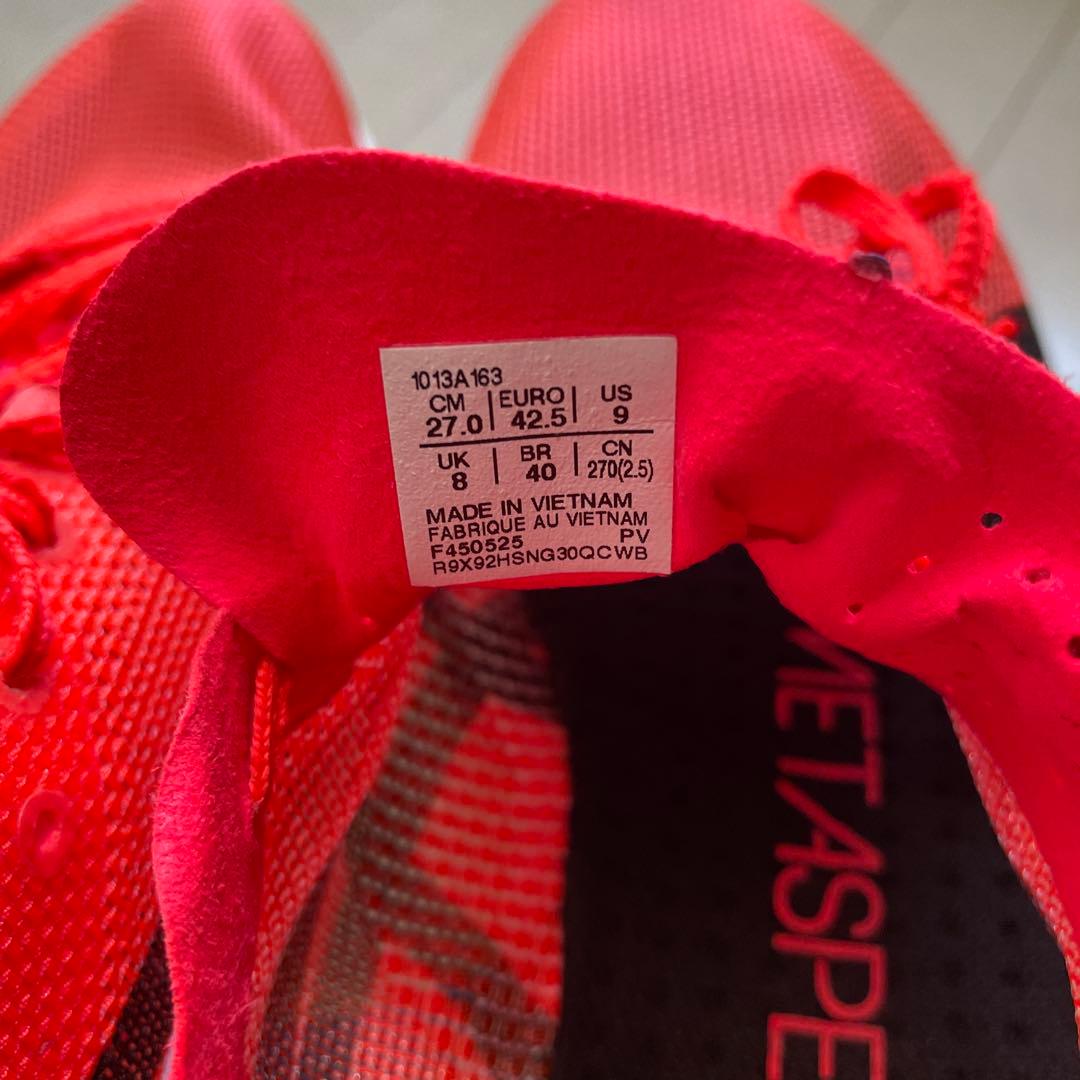 1013A163
CM | EURO | US
27.0 | 42.5 | 9
UK | BR | CN
8 | 40 | 270(2.5)
MADE IN VIETNAM
FABRIQUE AU VIETNAM
F450525 PV
R9X92HSNG30QCWB
METASPE